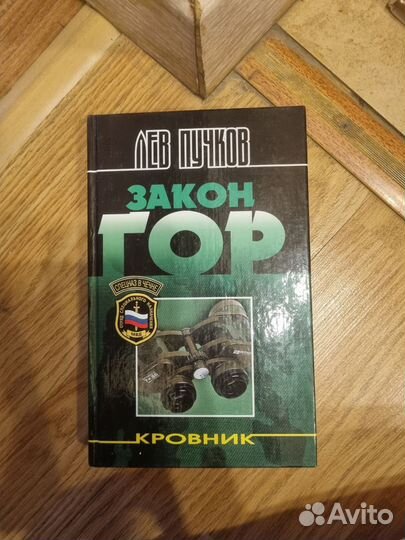 ЛЕВ ПУЧКОВ
ЗАКОН
ГОР
СПЕЦНАЗ В ЧЕЧНЕ
КРОВНИК
Avito